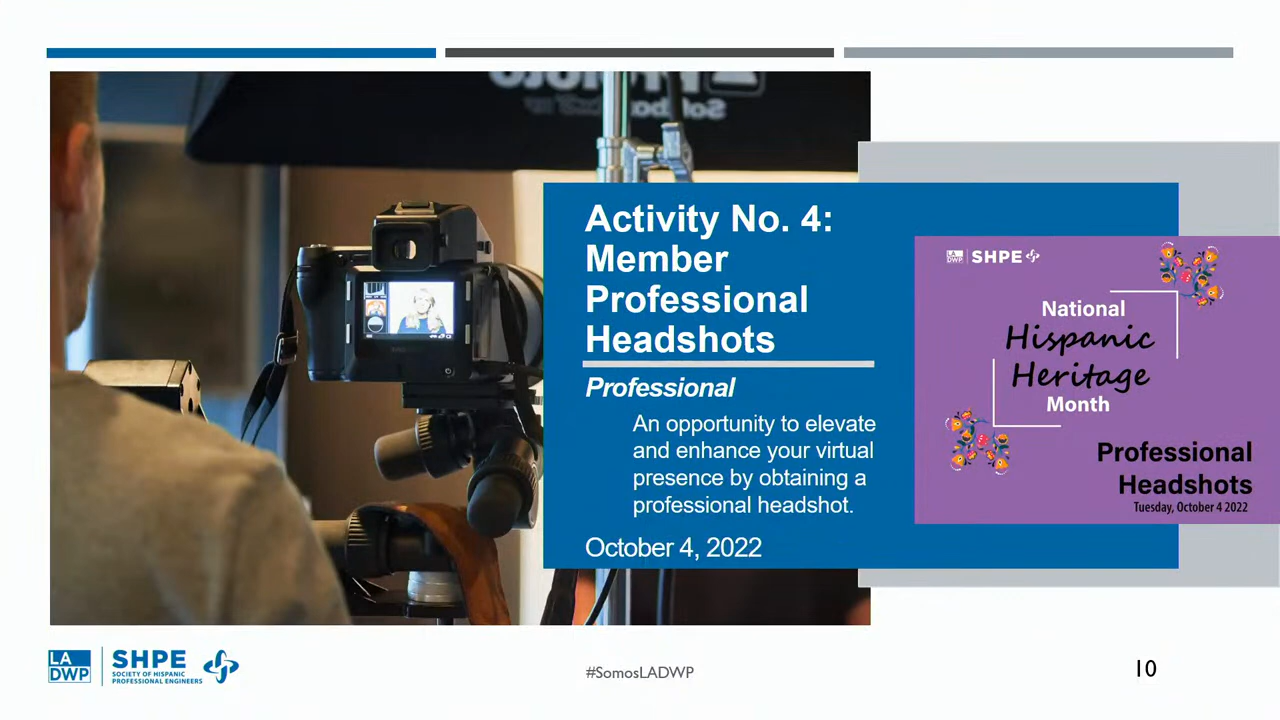 Activity No. 4:
Member
Professional
Headshots
Professional
An opportunity to elevate
and enhance your virtual
presence by obtaining a
professional headshot.
October 4, 2022
LA
DWP
SHPE
National
Hispanic
Heritage
Month
Professional
Headshots
Tuesday, October 4 2022
LA
DWP
SHPE
SOCIETY OF HISPANIC
PROFESSIONAL ENGINEERS
#SomosLADWP
10